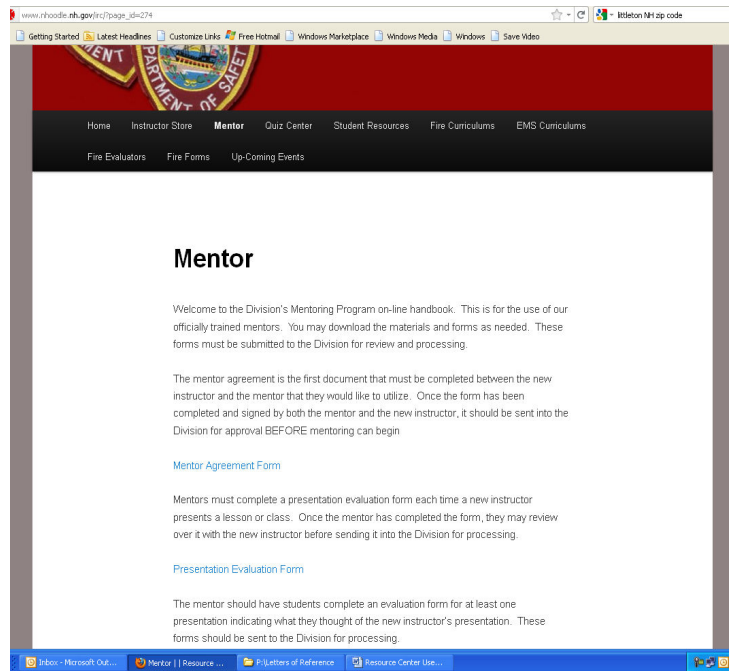 www.nhoodle.nh.gov/irc/?page_id=274
littleton NH zip code
Getting Started Latest Headlines Customize Links Free Hotmail Windows Marketplace Windows Media Windows Save Video
MENT
PARTMENT OF SAFET
Home Instructor Store Mentor Quiz Center Student Resources Fire Curriculums EMS Curriculums
Fire Evaluators Fire Forms Up-Coming Events
Mentor
Welcome to the Division's Mentoring Program on-line handbook. This is for the use of our
officially trained mentors. You may download the materials and forms as needed. These
forms must be submitted to the Division for review and processing.
The mentor agreement is the first document that must be completed between the new
instructor and the mentor that they would like to utilize. Once the form has been
completed and signed by both the mentor and the new instructor, it should be sent into the
Division for approval BEFORE mentoring can begin
Mentor Agreement Form
Mentors must complete a presentation evaluation form each time a new instructor
presents a lesson or class. Once the mentor has completed the form, they may review
over it with the new instructor before sending it into the Division for processing.
Presentation Evaluation Form
The mentor should have students complete an evaluation form for at least one
presentation indicating what they thought of the new instructor's presentation. These
forms should be sent to the Division for processing.
Inbox - Microsoft Out... Mentor | | Resource ... P:\Letters of Reference Resource Center Use...